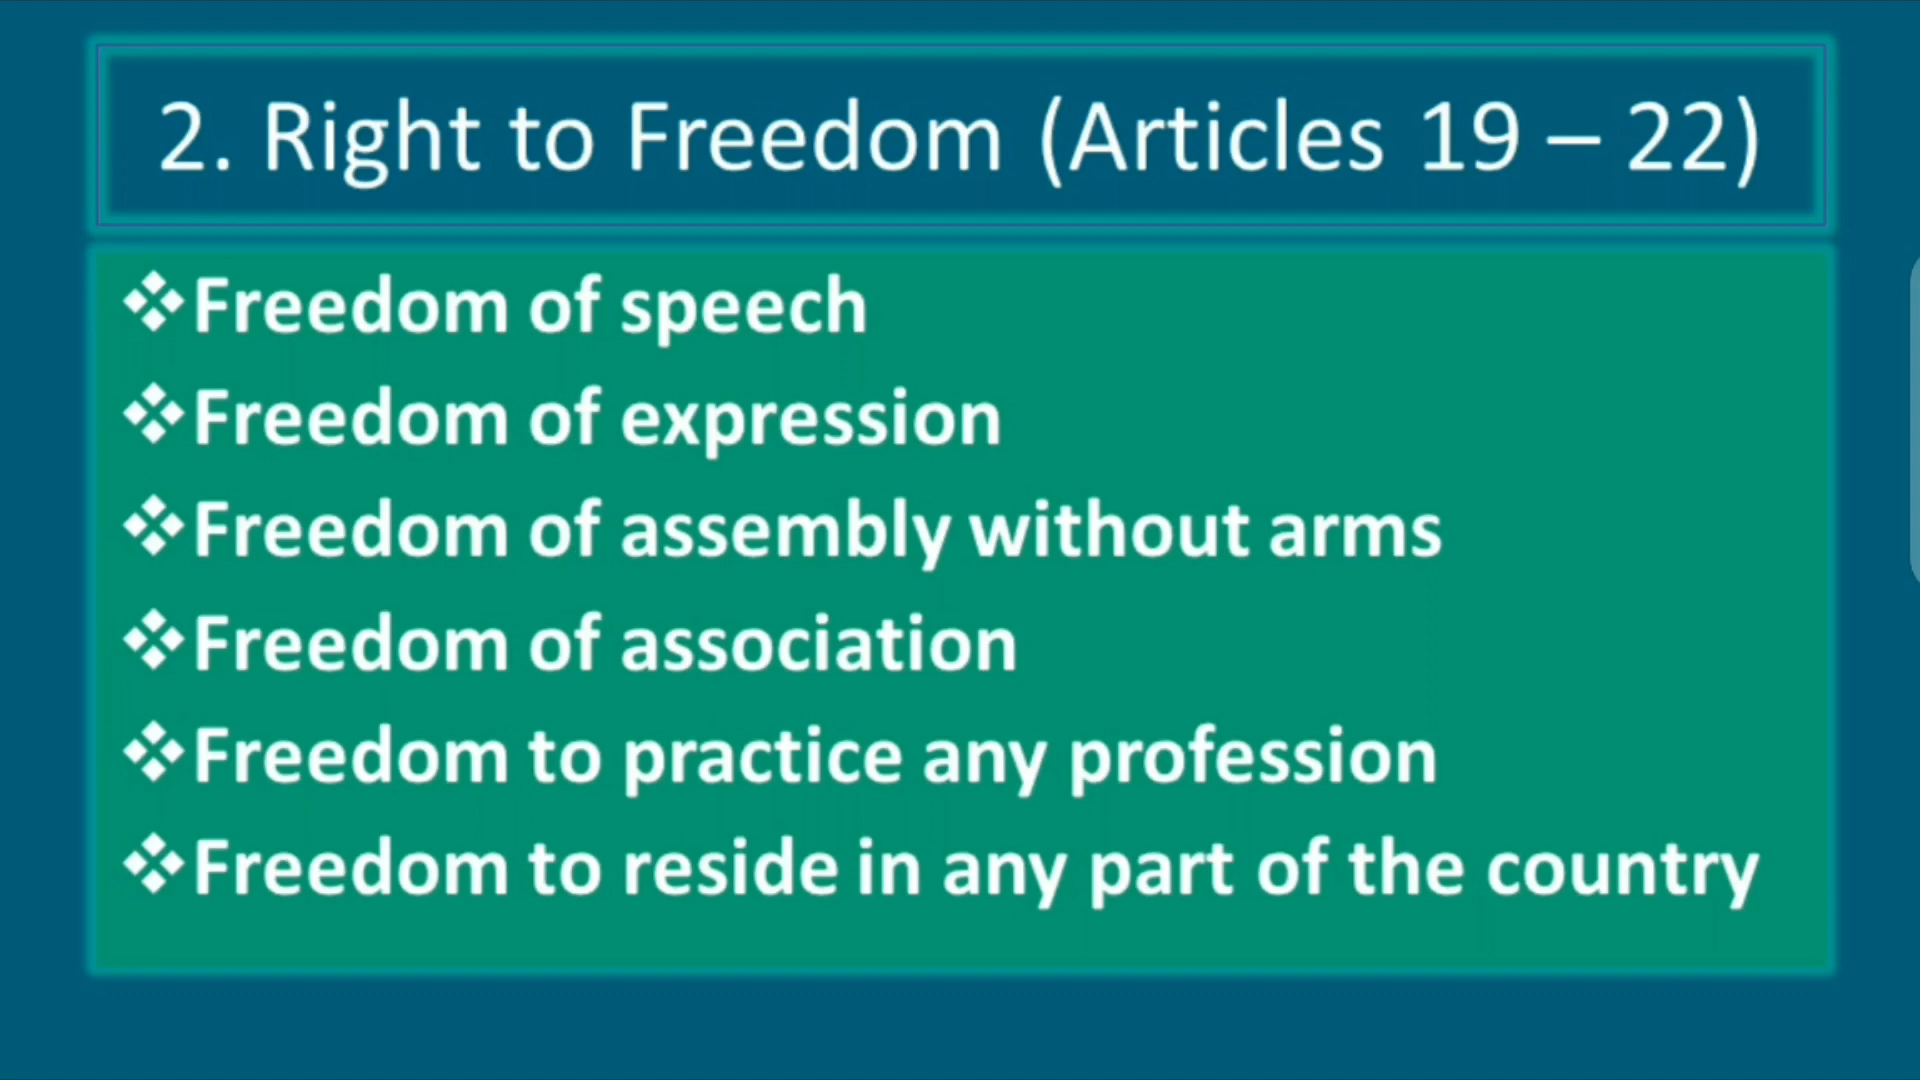 2. Right to Freedom (Articles 19 – 22)
❖Freedom of speech
❖Freedom of expression
❖Freedom of assembly without arms
❖Freedom of association
❖Freedom to practice any profession
❖Freedom to reside in any part of the country